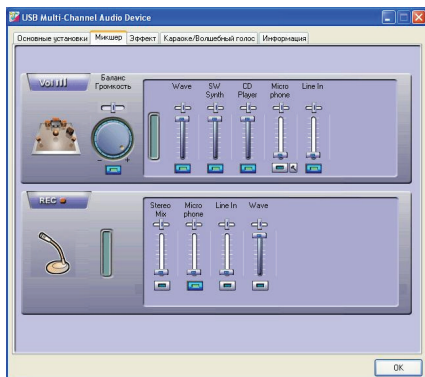 USB Multi-Channel Audio Device
Основные установки Микшер Эффект Караоке/Волшебный голос Информация
Vol
Баланс
Громкость
- +
Wave SW Synth CD Player Micro phone Line In
REC
Stereo Mix Micro phone Line In Wave
OK